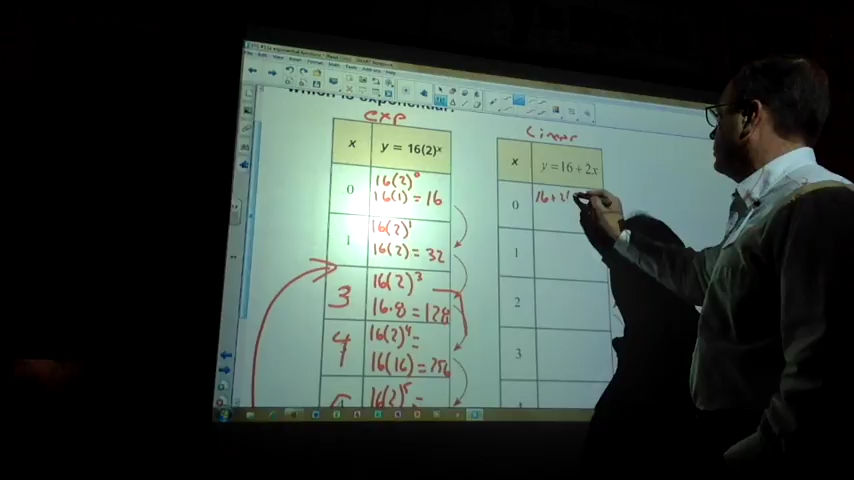 which is exponential?
exp
x
y = 16(2)ˣ
0
16(2)⁰
16(1) = 16
1
16(2)¹
16(2) = 32
3
16(2)³
16·8 = 128
4
16(2)⁴ =
16(16) = 256
16(2)⁵ =
Linear
x
y = 16 + 2x
0
16 + 2(
1
2
3